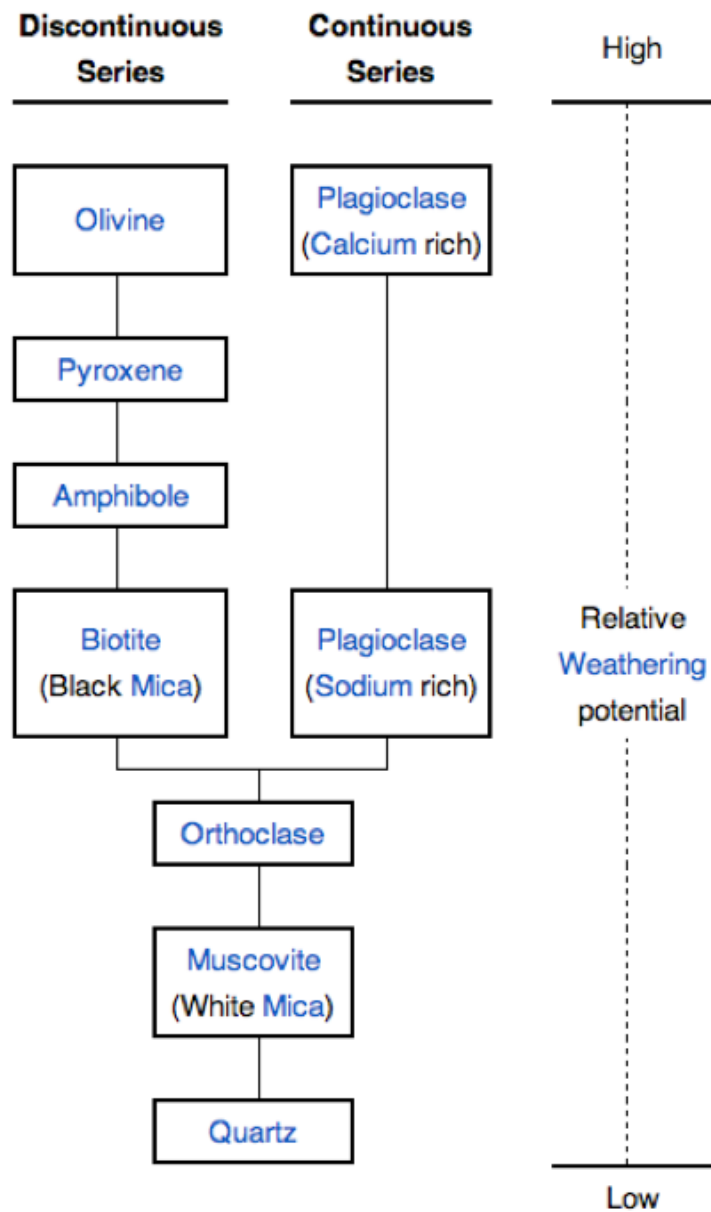 Discontinuous
Series
Continuous
Series
High
Olivine
Plagioclase
(Calcium rich)
Pyroxene
Amphibole
Biotite
(Black Mica)
Plagioclase
(Sodium rich)
Relative
Weathering
potential
Orthoclase
Muscovite
(White Mica)
Quartz
Low